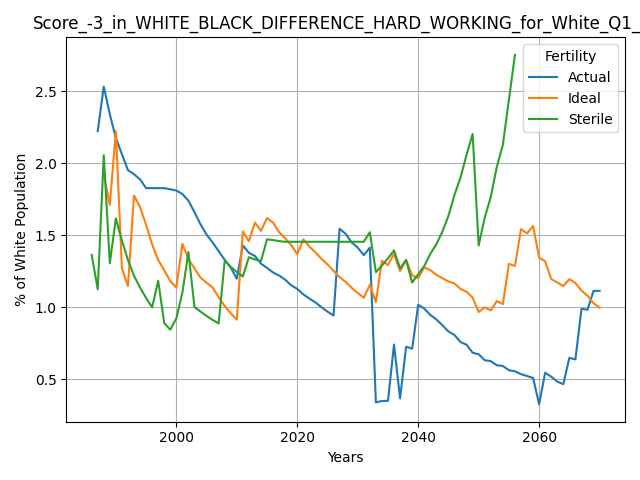 Score_-3_in_WHITE_BLACK_DIFFERENCE_HARD_WORKING_for_White_Q1_
Fertility
Actual
Ideal
Sterile
% of White Population
2.5
2.0
1.5
1.0
0.5
2000 2020 2040 2060
Years